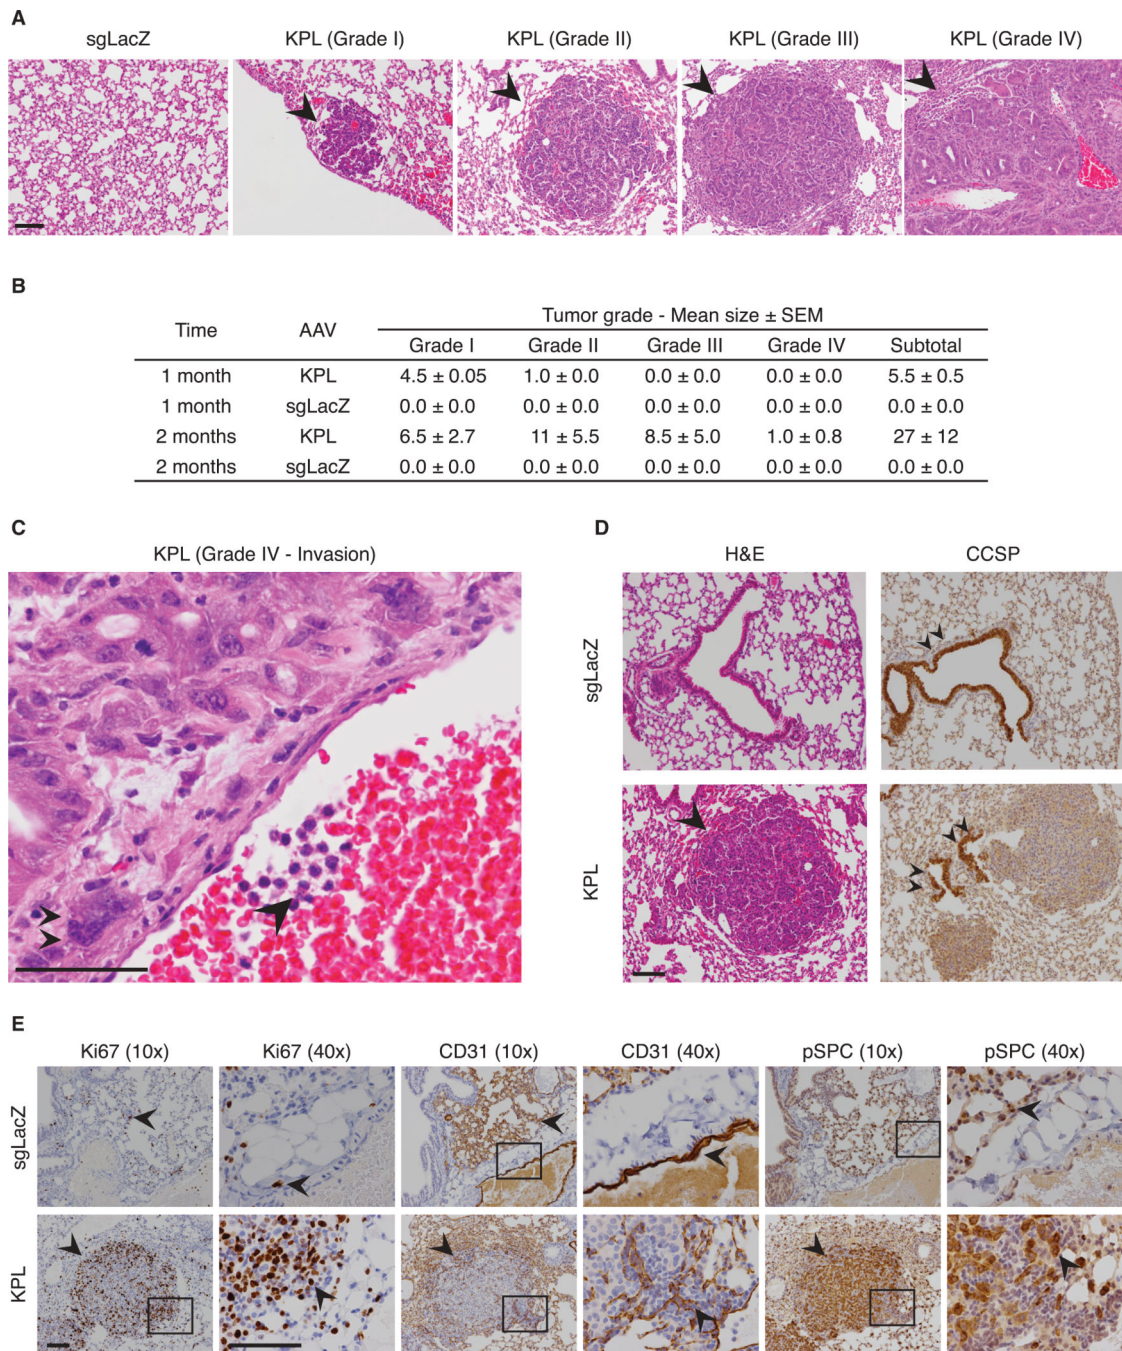 A
sgLacZ KPL (Grade I) KPL (Grade II) KPL (Grade III) KPL (Grade IV)
B
Time AAV Tumor grade - Mean size ± SEM
Grade I Grade II Grade III Grade IV Subtotal
1 month KPL 4.5 ± 0.05 1.0 ± 0.0 0.0 ± 0.0 0.0 ± 0.0 5.5 ± 0.5
1 month sgLacZ 0.0 ± 0.0 0.0 ± 0.0 0.0 ± 0.0 0.0 ± 0.0 0.0 ± 0.0
2 months KPL 6.5 ± 2.7 11 ± 5.5 8.5 ± 5.0 1.0 ± 0.8 27 ± 12
2 months sgLacZ 0.0 ± 0.0 0.0 ± 0.0 0.0 ± 0.0 0.0 ± 0.0 0.0 ± 0.0
C
KPL (Grade IV - Invasion)
D
H&E CCSP
sgLacZ
KPL
E
Ki67 (10x) Ki67 (40x) CD31 (10x) CD31 (40x) pSPC (10x) pSPC (40x)
sgLacZ
KPL